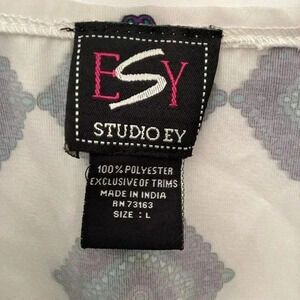 ESY
STUDIO EY
100% POLYESTER
EXCLUSIVE OF TRIMS
MADE IN INDIA
RN 73163
SIZE : L